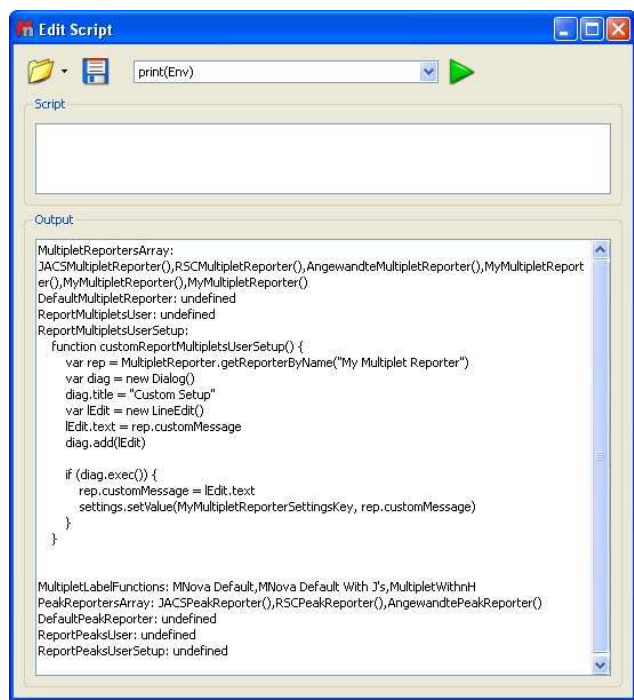 Edit Script
print(Env)
Script
Output
MultipletReportersArray:
JACSMultipletReporter(),RSCMultipletReporter(),AngewandteMultipletReporter(),MyMultipletReport
er(),MyMultipletReporter(),MyMultipletReporter()
DefaultMultipletReporter: undefined
ReportMultipletsUser: undefined
ReportMultipletsUserSetup:
function customReportMultipletsUserSetup() {
var rep = MultipletReporter.getReporterByName("My Multiplet Reporter")
var diag = new Dialog()
diag.title = "Custom Setup"
var lEdit = new LineEdit()
lEdit.text = rep.customMessage
diag.add(lEdit)
if (diag.exec()) {
rep.customMessage = lEdit.text
settings.setValue(MyMultipletReporterSettingsKey, rep.customMessage)
}
}
MultipletLabelFunctions: MNova Default,MNova Default With J's,MultipletWithnH
PeakReportersArray: JACSPeakReporter(),RSCPeakReporter(),AngewandtePeakReporter()
DefaultPeakReporter: undefined
ReportPeaksUser: undefined
ReportPeaksUserSetup: undefined